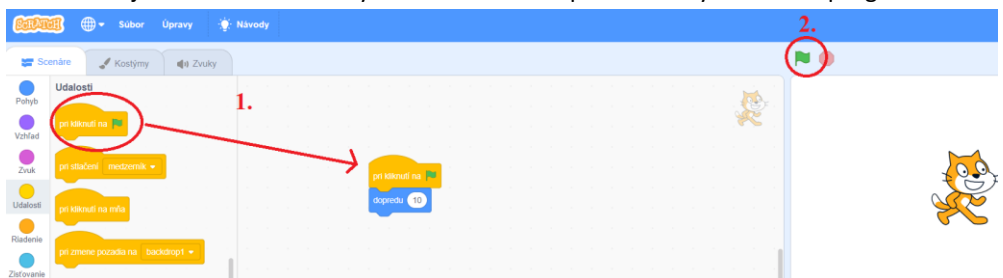 SCRATCH Súbor Úpravy Návody
2.
Scenáre Kostýmy Zvuky
Udalosti
Pohyb
Vzhľad
Zvuk
Udalosti
Riadenie
Zisťovanie
pri kliknutí na
pri stlačení medzerník
pri kliknutí na mňa
pri zmene pozadia na backdrop1
1.
pri kliknutí na
dopredu 10